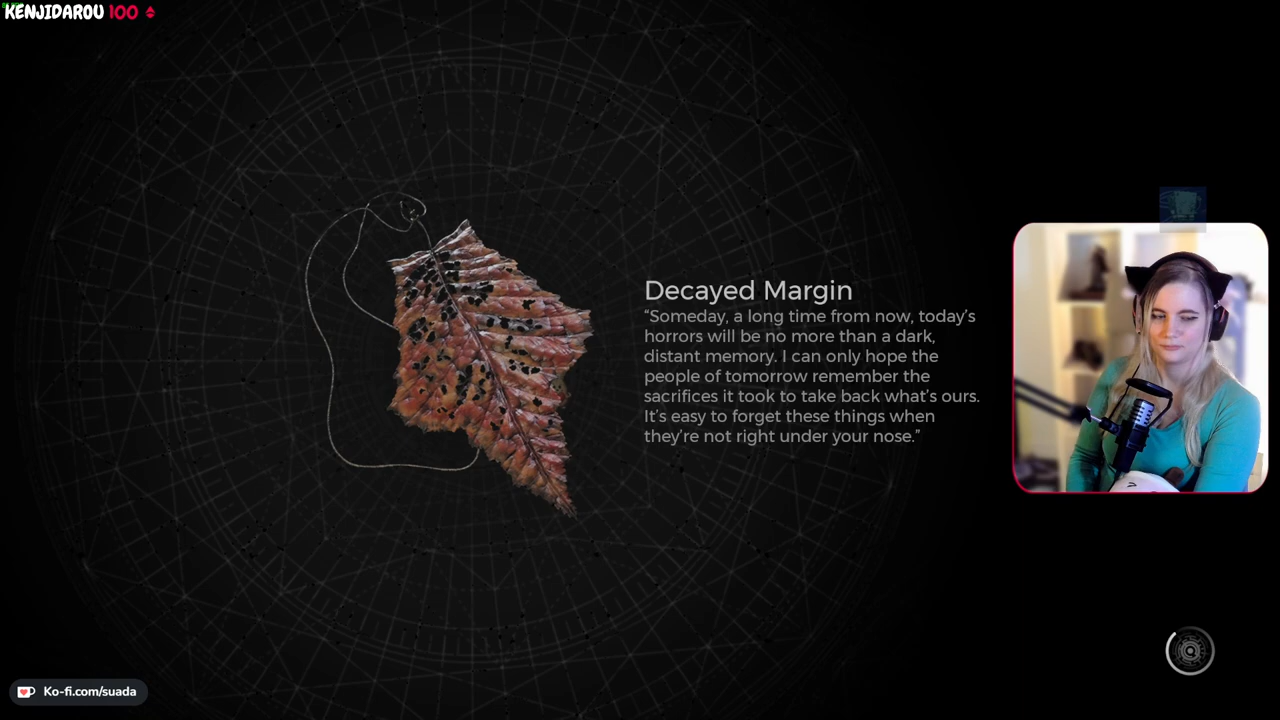 KENJIDAROU 100
Decayed Margin
“Someday, a long time from now, today’s
horrors will be no more than a dark,
distant memory. I can only hope the
people of tomorrow remember the
sacrifices it took to take back what’s ours.
It’s easy to forget these things when
they’re not right under your nose.”
Ko-fi.com/suada